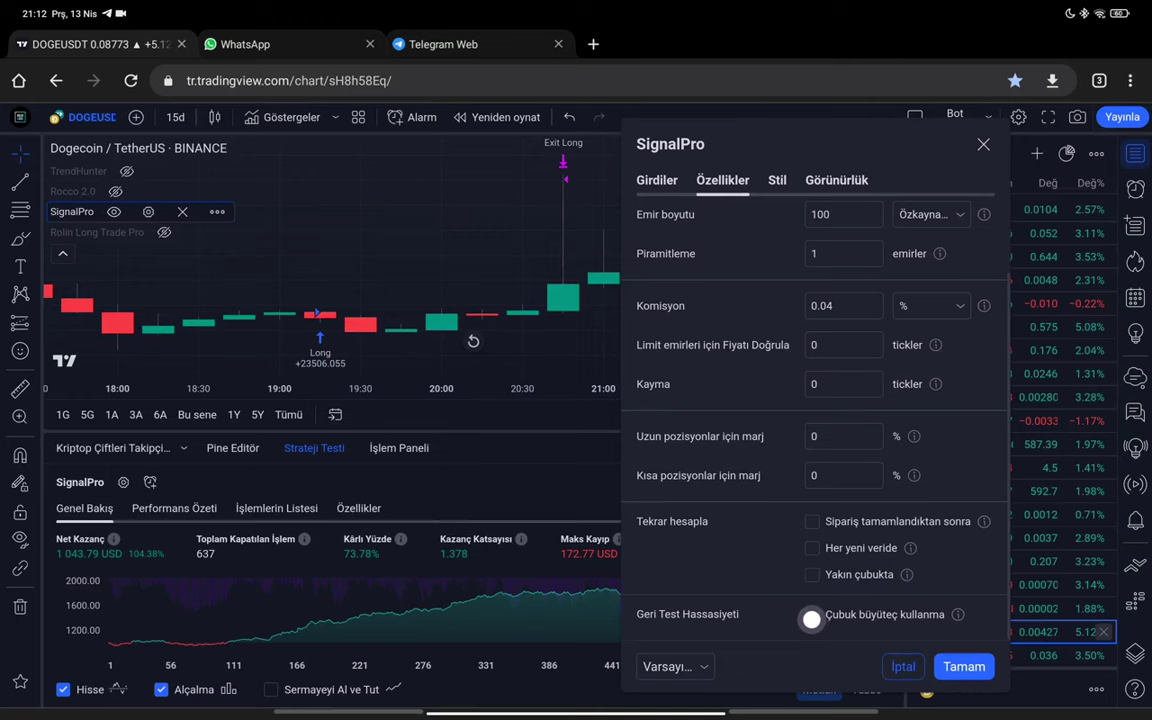 21:12 Prş, 13 Nis
60
DOGEUSDT 0.08773 ▲ +5.12
WhatsApp
Telegram Web
tr.tradingview.com/chart/sH8h58Eq/
3
DOGEUSD
15d
Göstergeler
Alarm
Yeniden oynat
Bot
Yayınla
Dogecoin / TetherUS · BINANCE
TrendHunter
Rocco 2.0
SignalPro
Rolin Long Trade Pro
Exit Long
Long
+23506.055
18:00
18:30
19:00
19:30
20:00
20:30
21:00
1G
5G
1A
3A
6A
Bu sene
1Y
5Y
Tümü
Kriptop Çiftleri Takipçi...
Pine Editör
Strateji Testi
İşlem Paneli
SignalPro
Genel Bakış
Performans Özeti
İşlemlerin Listesi
Özellikler
Net Kazanç
Toplam Kapatılan İşlem
Kârlı Yüzde
Kazanç Katsayısı
Maks Kayıp
1 043.79 USD 104.38%
637
73.78%
1.378
172.77 USD
2000.00
1600.00
1200.00
1
56
111
166
221
276
331
386
441
Hisse
Alçalma
Sermayeyi Al ve Tut
SignalPro
Girdiler
Özellikler
Stil
Görünürlük
Emir boyutu
100
Özkayna...
Piramitleme
1
emirler
Komisyon
0.04
%
Limit emirleri için Fiyatı Doğrula
0
tickler
Kayma
0
tickler
Uzun pozisyonlar için marj
0
%
Kısa pozisyonlar için marj
0
%
Tekrar hesapla
Sipariş tamamlandıktan sonra
Her yeni veride
Yakın çubukta
Geri Test Hassasiyeti
Çubuk büyüteç kullanma
Varsayı...
İptal
Tamam
Değ
Değ%
0.0104 2.57%
0.052 3.11%
0.644 3.53%
0.0048 2.31%
-0.010 -0.22%
0.575 5.08%
0.176 2.04%
0.0246 1.31%
0.00280 3.28%
-0.0033 -1.17%
587.39 1.97%
4.5 1.41%
592.7 1.98%
0.0012 0.71%
0.0037 2.89%
0.207 4.05%
0.00070 3.14%
0.00002 1.88%
0.00427 5.12
0.036 3.50%